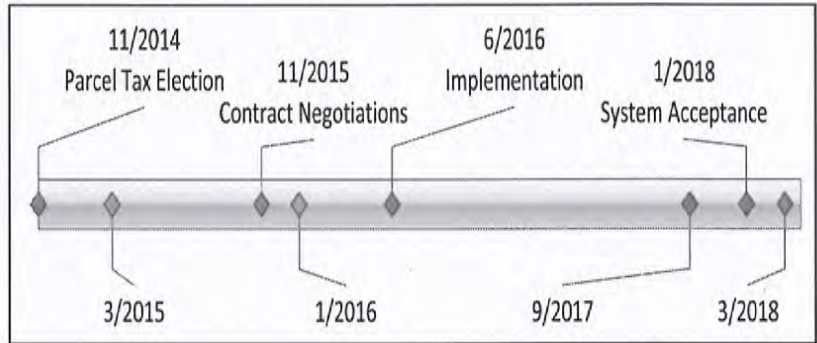 11/2014
Parcel Tax Election
11/2015
Contract Negotiations
6/2016
Implementation
1/2018
System Acceptance
3/2015
1/2016
9/2017
3/2018